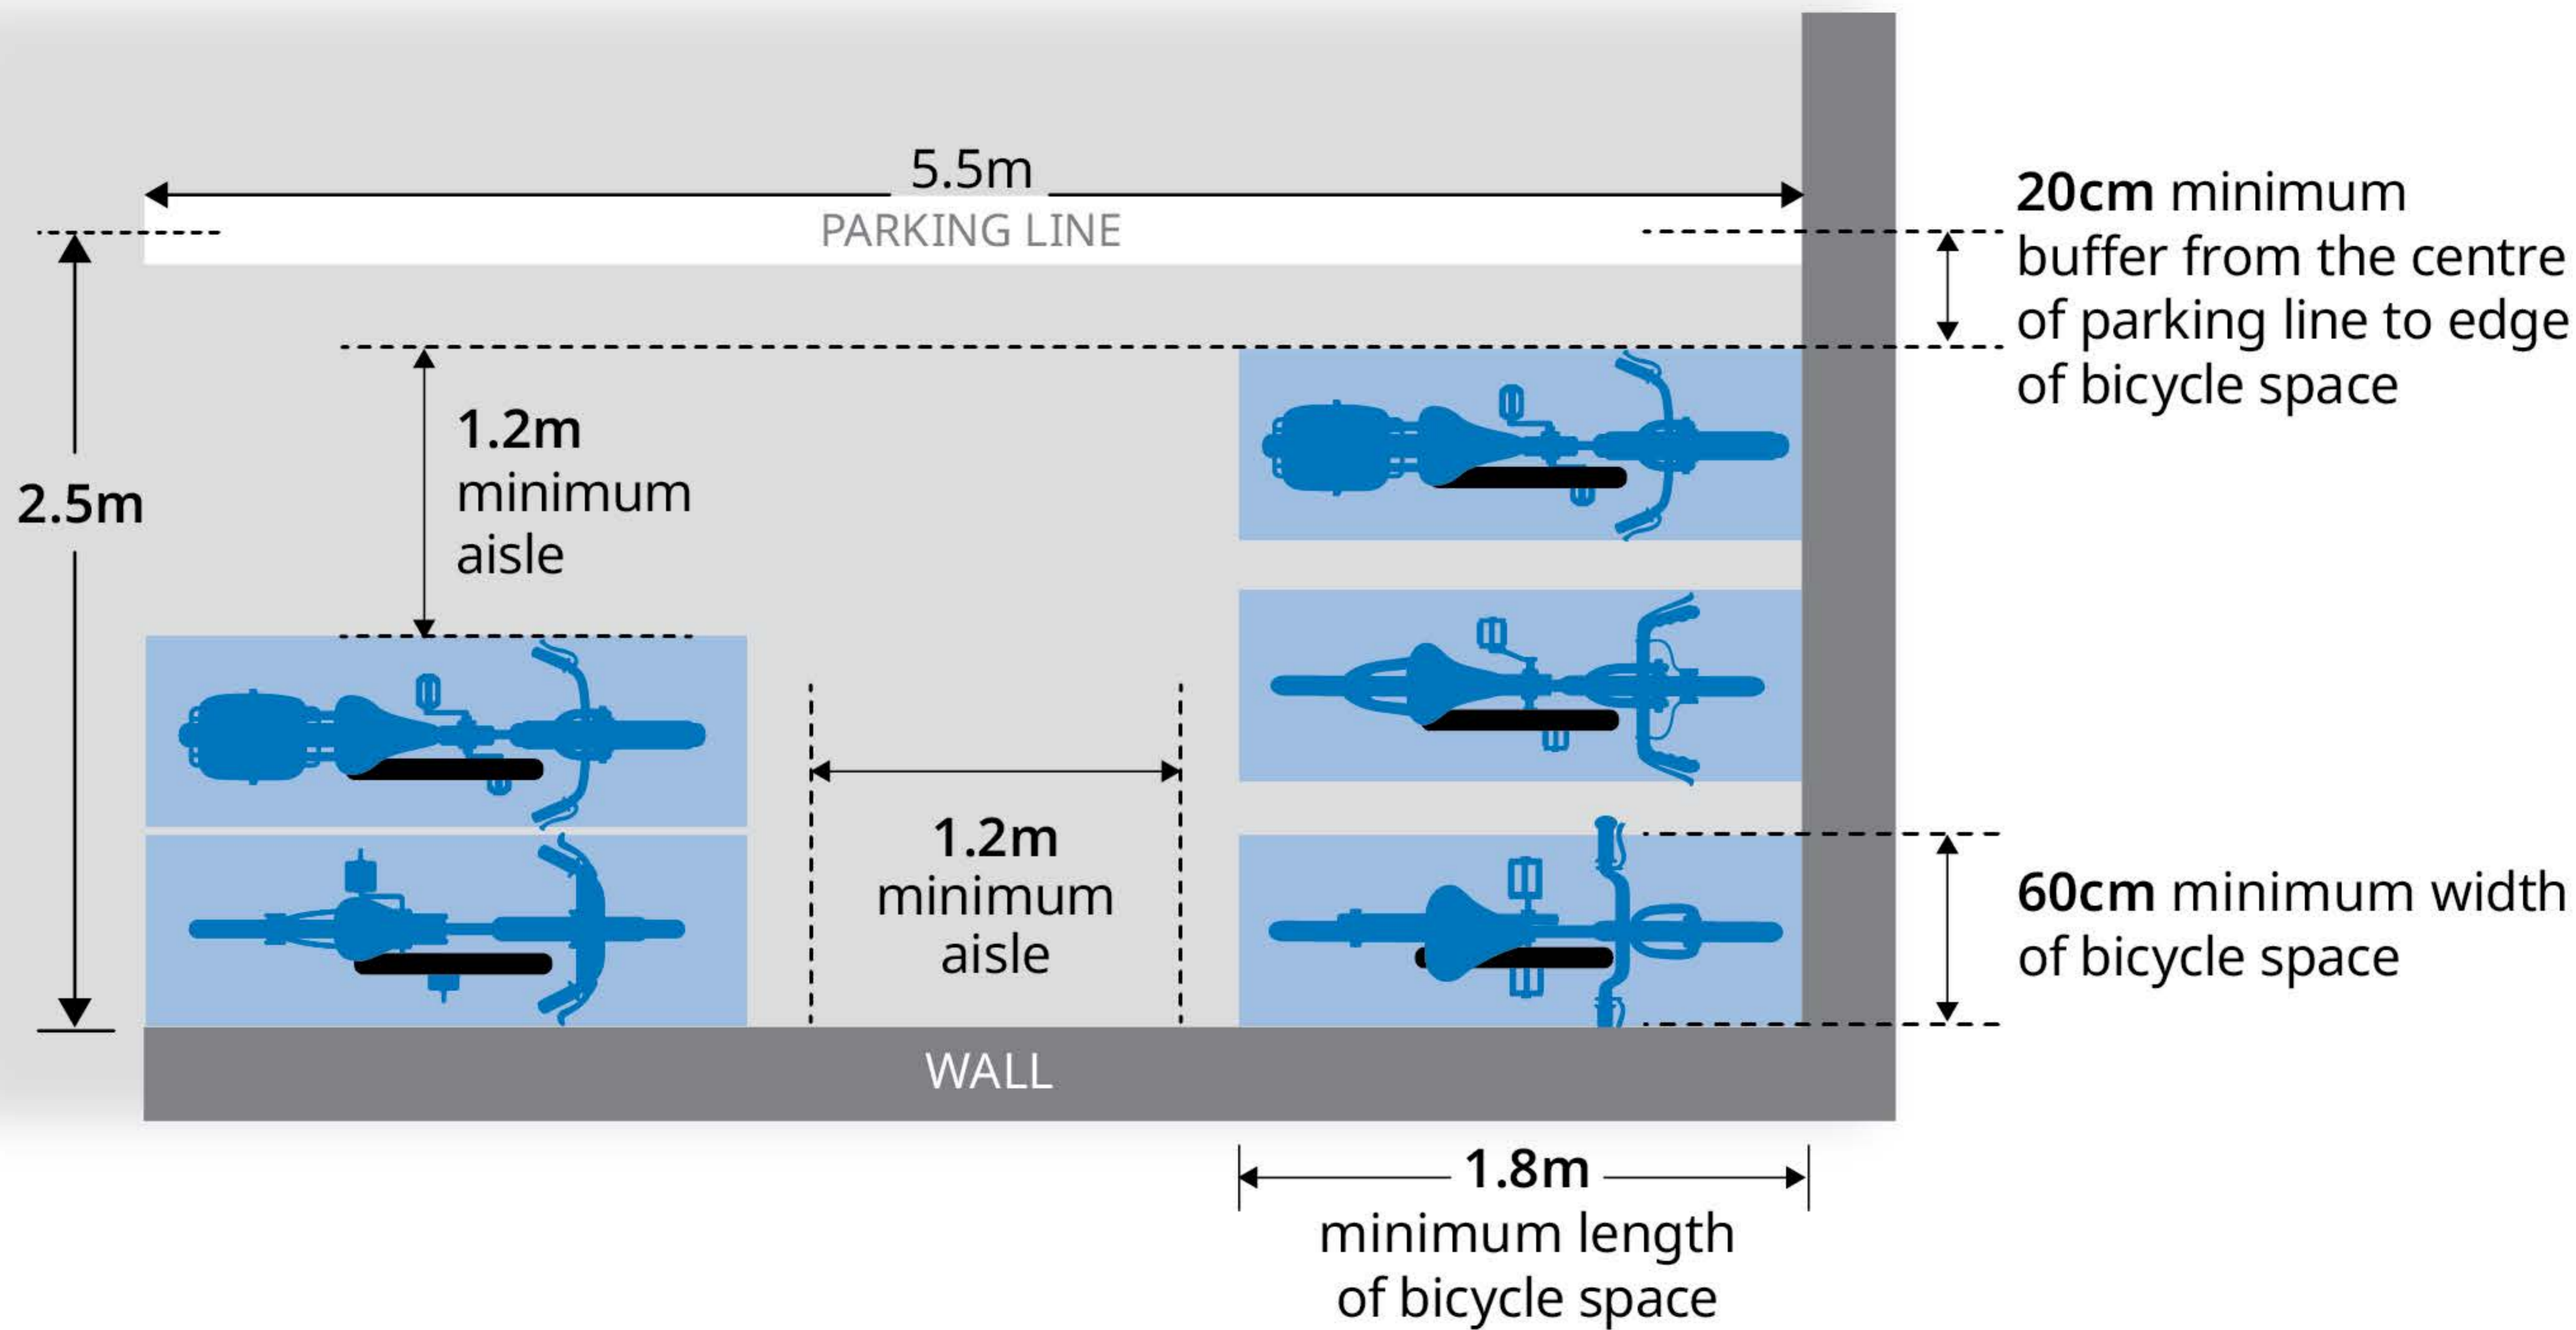 5.5m
PARKING LINE
20cm minimum
buffer from the centre
of parking line to edge
of bicycle space
1.2m
minimum
aisle
2.5m
1.2m
minimum
aisle
60cm minimum width
of bicycle space
WALL
1.8m
minimum length
of bicycle space